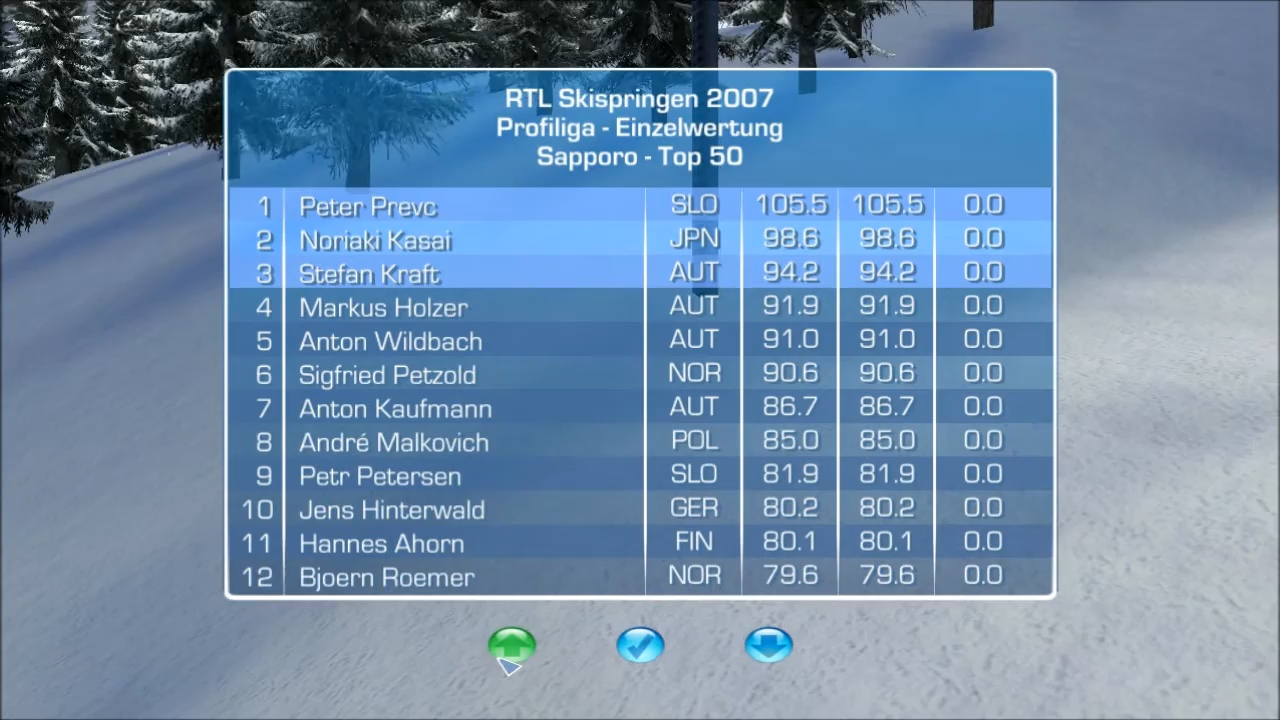 RTL Skispringen 2007
Profiliga - Einzelwertung
Sapporo - Top 50
1 Peter Prevc SLO 105.5 105.5 0.0
2 Noriaki Kasai JPN 98.6 98.6 0.0
3 Stefan Kraft AUT 94.2 94.2 0.0
4 Markus Holzer AUT 91.9 91.9 0.0
5 Anton Wildbach AUT 91.0 91.0 0.0
6 Sigfried Petzold NOR 90.6 90.6 0.0
7 Anton Kaufmann AUT 86.7 86.7 0.0
8 André Malkovich POL 85.0 85.0 0.0
9 Petr Petersen SLO 81.9 81.9 0.0
10 Jens Hinterwald GER 80.2 80.2 0.0
11 Hannes Ahorn FIN 80.1 80.1 0.0
12 Bjoern Roemer NOR 79.6 79.6 0.0